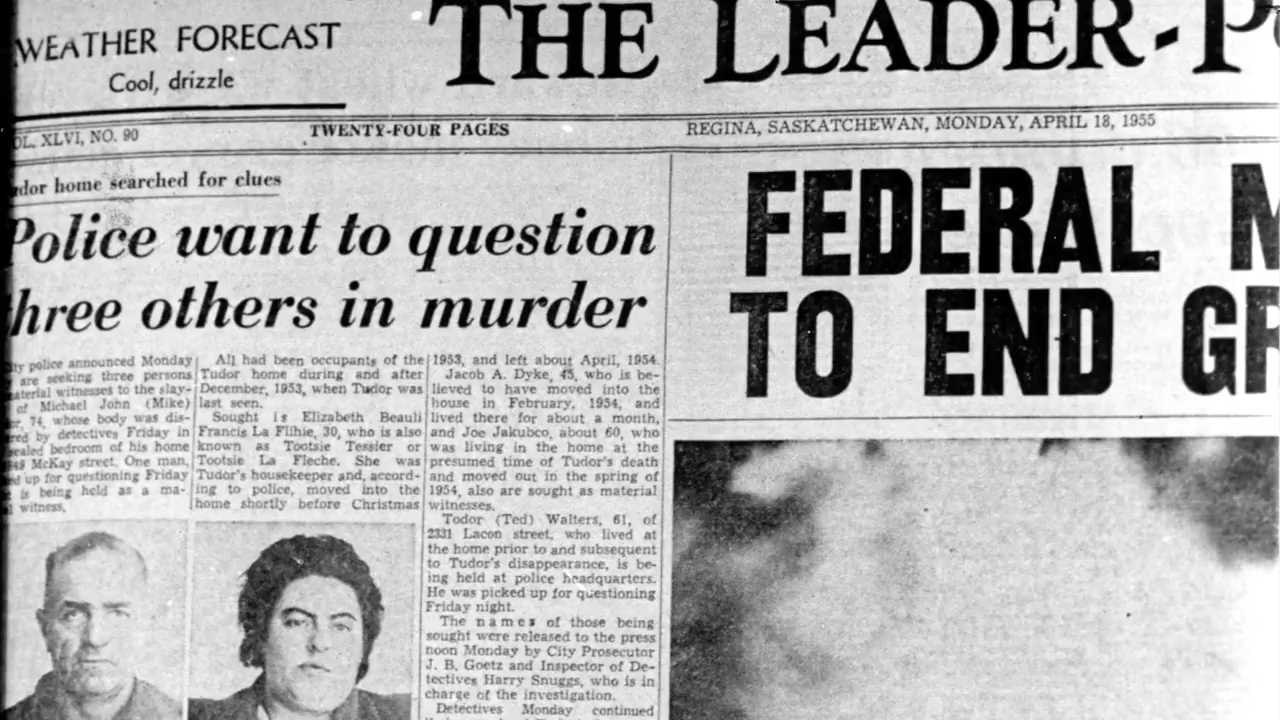 WEATHER FORECAST
Cool, drizzle
THE LEADER-P
OL. XLVI, NO. 90
TWENTY-FOUR PAGES
REGINA, SASKATCHEWAN, MONDAY, APRIL 18, 1955
dor home searched for clues
Police want to question
hree others in murder
ty police announced Monday
are seeking three persons
aterial witnesses to the slay-
of Michael John (Mike)
r, 74, whose body was dis-
red by detectives Friday in
ealed bedroom of his home
49 McKay street. One man,
d up for questioning Friday
is being held as a ma-
l witness.
All had been occupants of the
Tudor home during and after
December, 1953, when Tudor was
last seen.
Sought is Elizabeth Beauli
Francis La Flihie, 30, who is also
known as Tootsie Tessier or
Tootsie La Fleche. She was
Tudor's housekeeper and, accord-
ing to police, moved into the
home shortly before Christmas
1953, and left about April, 1954.
Jacob A. Dyke, 45, who is be-
lieved to have moved into the
house in February, 1954, and
lived there for about a month,
and Joe Jakubco, about 60, who
was living in the home at the
presumed time of Tudor's death
and moved out in the spring of
1954, also are sought as material
witnesses.
Todor (Ted) Walters, 61, of
2331 Lacon street, who lived at
the home prior to and subsequent
to Tudor's disappearance, is be-
ing held at police headquarters.
He was picked up for questioning
Friday night.
The names of those being
sought were released to the press
noon Monday by City Prosecutor
J. B. Goetz and Inspector of De-
tectives Harry Snuggs, who is in
charge of the investigation.
Detectives Monday continued
FEDERAL M
TO END GR